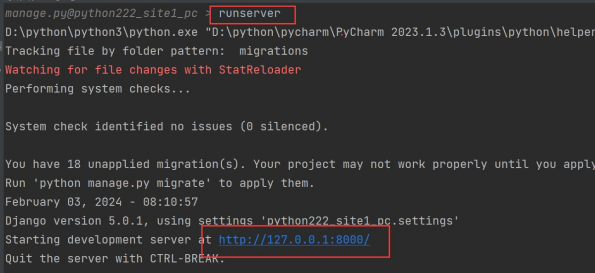 manage.py@python222_site1_pc > runserver
D:\python\python3\python.exe "D:\python\pycharm\PyCharm 2023.1.3\plugins\python\helper
Tracking file by folder pattern:  migrations
Watching for file changes with StatReloader
Performing system checks...
System check identified no issues (0 silenced).
You have 18 unapplied migration(s). Your project may not work properly until you apply
Run 'python manage.py migrate' to apply them.
February 03, 2024 - 08:10:57
Django version 5.0.1, using settings 'python222_site1_pc.settings'
Starting development server at http://127.0.0.1:8000/
Quit the server with CTRL-BREAK.